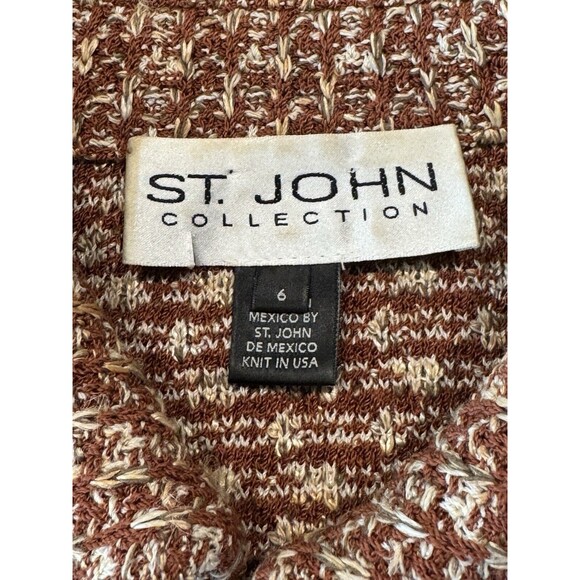 ST. JOHN
COLLECTION
6
MEXICO BY
ST. JOHN
DE MEXICO
KNIT IN USA